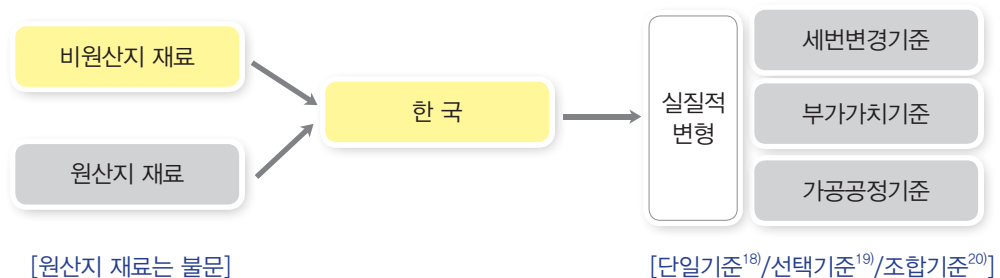 비원산지 재료
원산지 재료
한 국
실질적
변형
세번변경기준
부가가치기준
가공공정기준
[원산지 재료는 불문]
[단일기준18)/선택기준19)/조합기준20)]